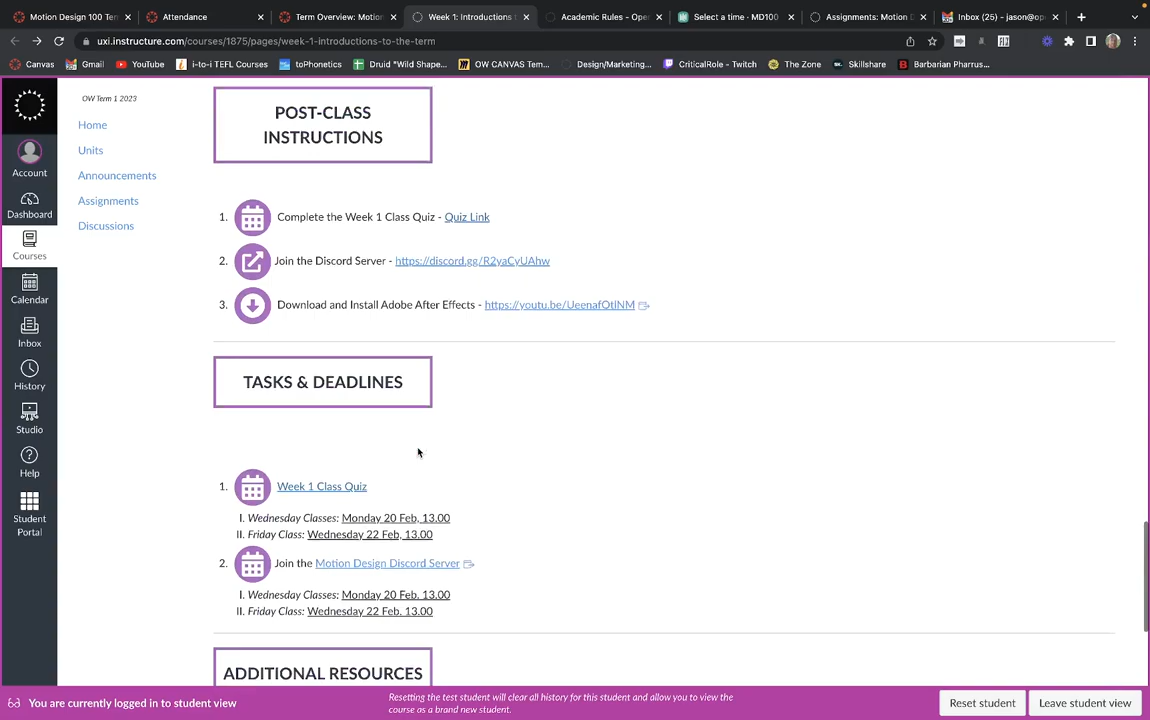 Motion Design 100 Ter
Attendance
Term Overview: Motion
Week 1: Introductions
Academic Rules - Ope
Select a time · MD100
Assignments: Motion D
Inbox (25) - jason@op
uxi.instructure.com/courses/1875/pages/week-1-introductions-to-the-term
Canvas
Gmail
YouTube
i-to-i TEFL Courses
toPhonetics
Druid "Wild Shape...
OW CANVAS Tem...
Design/Marketing...
CriticalRole - Twitch
The Zone
Skillshare
Barbarian Pharrus...
Account
Dashboard
Courses
Calendar
Inbox
History
Studio
Help
Student
Portal
OW Term 1 2023
Home
Units
Announcements
Assignments
Discussions
POST-CLASS
INSTRUCTIONS
1. Complete the Week 1 Class Quiz - Quiz Link
2. Join the Discord Server - https://discord.gg/R2yaCyUAhw
3. Download and Install Adobe After Effects - https://youtu.be/UeenafOtlNM
TASKS & DEADLINES
1. Week 1 Class Quiz
I. Wednesday Classes: Monday 20 Feb, 13.00
II. Friday Class: Wednesday 22 Feb, 13.00
2. Join the Motion Design Discord Server
I. Wednesday Classes: Monday 20 Feb. 13.00
II. Friday Class: Wednesday 22 Feb. 13.00
ADDITIONAL RESOURCES
You are currently logged in to student view
Resetting the test student will clear all history for this student and allow you to view the
course as a brand new student.
Reset student
Leave student view